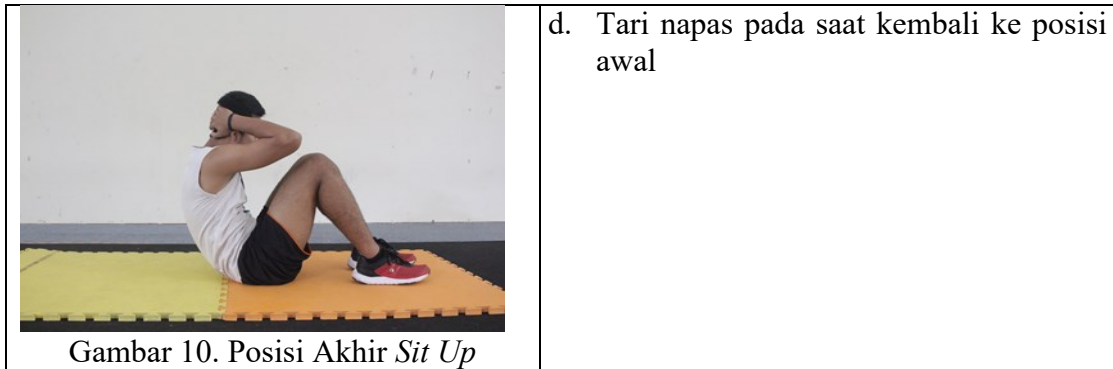 d. Tari napas pada saat kembali ke posisi
awal
Gambar 10. Posisi Akhir Sit Up